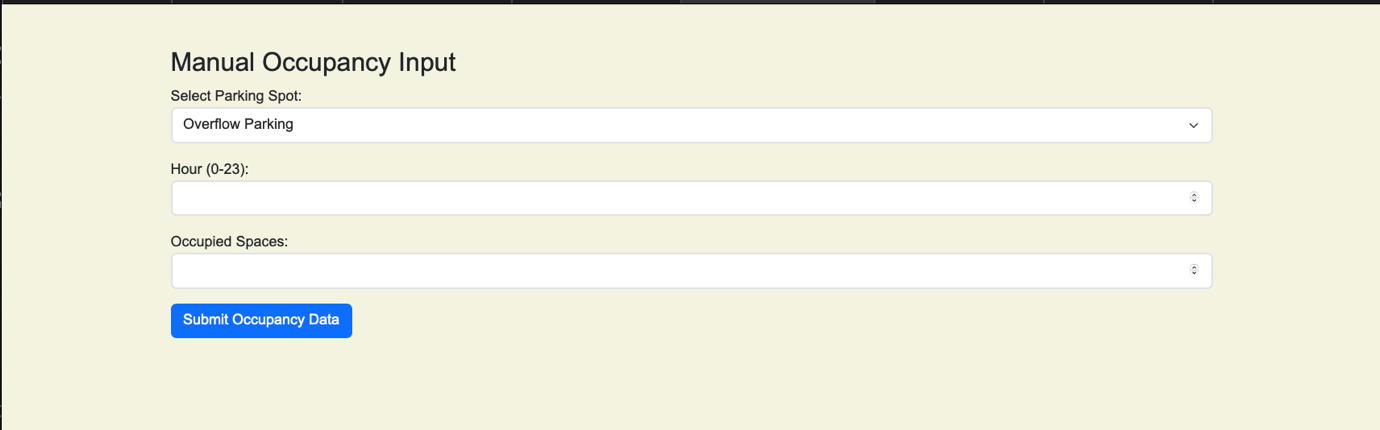 Manual Occupancy Input
Select Parking Spot:
Overflow Parking
Hour (0-23):
Occupied Spaces:
Submit Occupancy Data